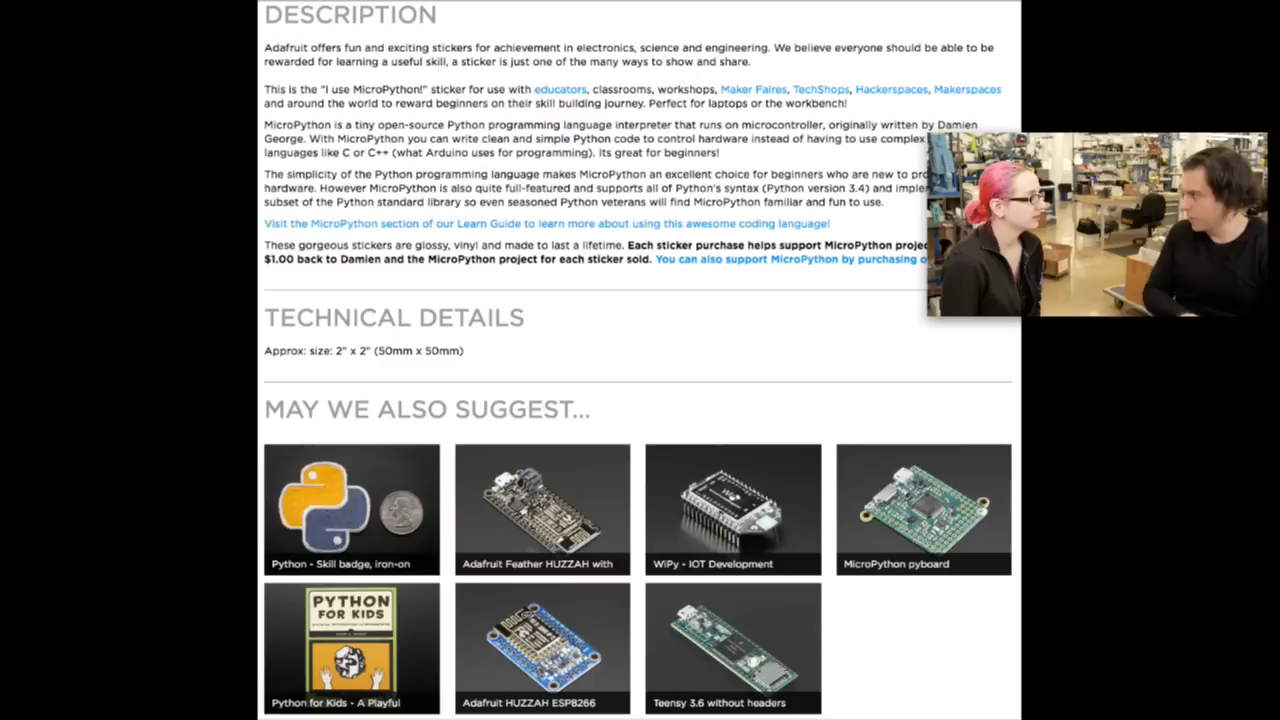 DESCRIPTION
Adafruit offers fun and exciting stickers for achievement in electronics, science and engineering. We believe everyone should be able to be
rewarded for learning a useful skill, a sticker is just one of the many ways to show and share.
This is the "I use MicroPython!" sticker for use with educators, classrooms, workshops, Maker Faires, TechShops, Hackerspaces, Makerspaces
and around the world to reward beginners on their skill building journey. Perfect for laptops or the workbench!
MicroPython is a tiny open-source Python programming language interpreter that runs on microcontroller, originally written by Damien
George. With MicroPython you can write clean and simple Python code to control hardware instead of having to use complex
languages like C or C++ (what Arduino uses for programming). Its great for beginners!
The simplicity of the Python programming language makes MicroPython an excellent choice for beginners who are new to
hardware. However MicroPython is also quite full-featured and supports all of Python's syntax (Python version 3.4) and
subset of the Python standard library so even seasoned Python veterans will find MicroPython familiar and fun to use.
Visit the MicroPython section of our Learn Guide to learn more about using this awesome coding language!
These gorgeous stickers are glossy, vinyl and made to last a lifetime. Each sticker purchase helps support MicroPython
$1.00 back to Damien and the MicroPython project for each sticker sold. You can also support MicroPython by purchasing
TECHNICAL DETAILS
Approx: size: 2" x 2" (50mm x 50mm)
MAY WE ALSO SUGGEST...
Python - Skill badge, iron-on
Adafruit Feather HUZZAH with
WiPy - IOT Development
MicroPython pyboard
PYTHON
FOR KIDS
Python for Kids - A Playful
Adafruit HUZZAH ESP8266
Teensy 3.6 without headers